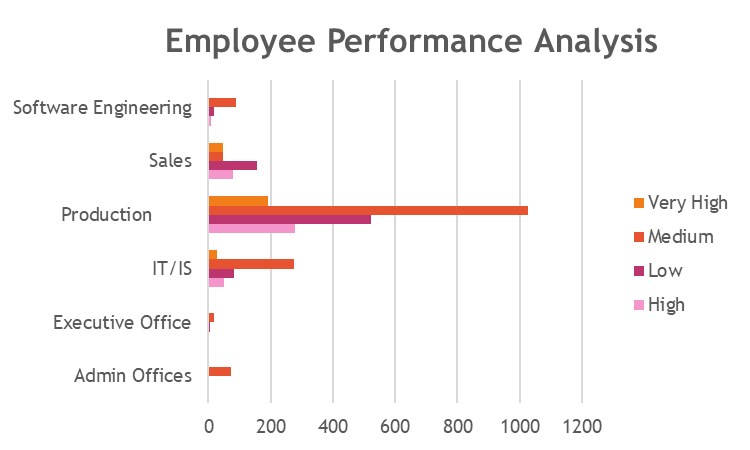 Employee Performance Analysis
Software Engineering
Sales
Production
IT/IS
Executive Office
Admin Offices
0 200 400 600 800 1000 1200
Very High
Medium
Low
High